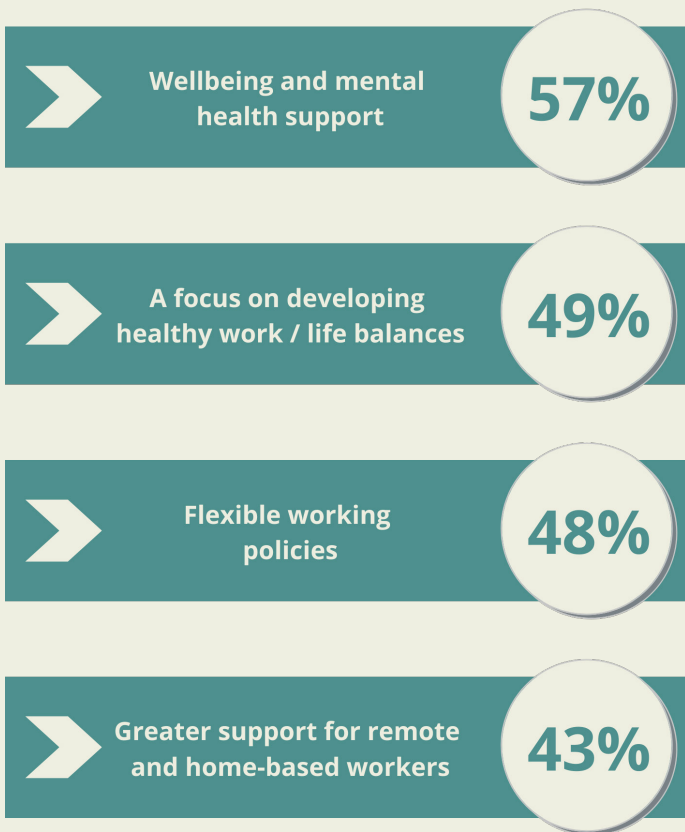 Wellbeing and mental
health support
57%
A focus on developing
healthy work / life balances
49%
Flexible working
policies
48%
Greater support for remote
and home-based workers
43%